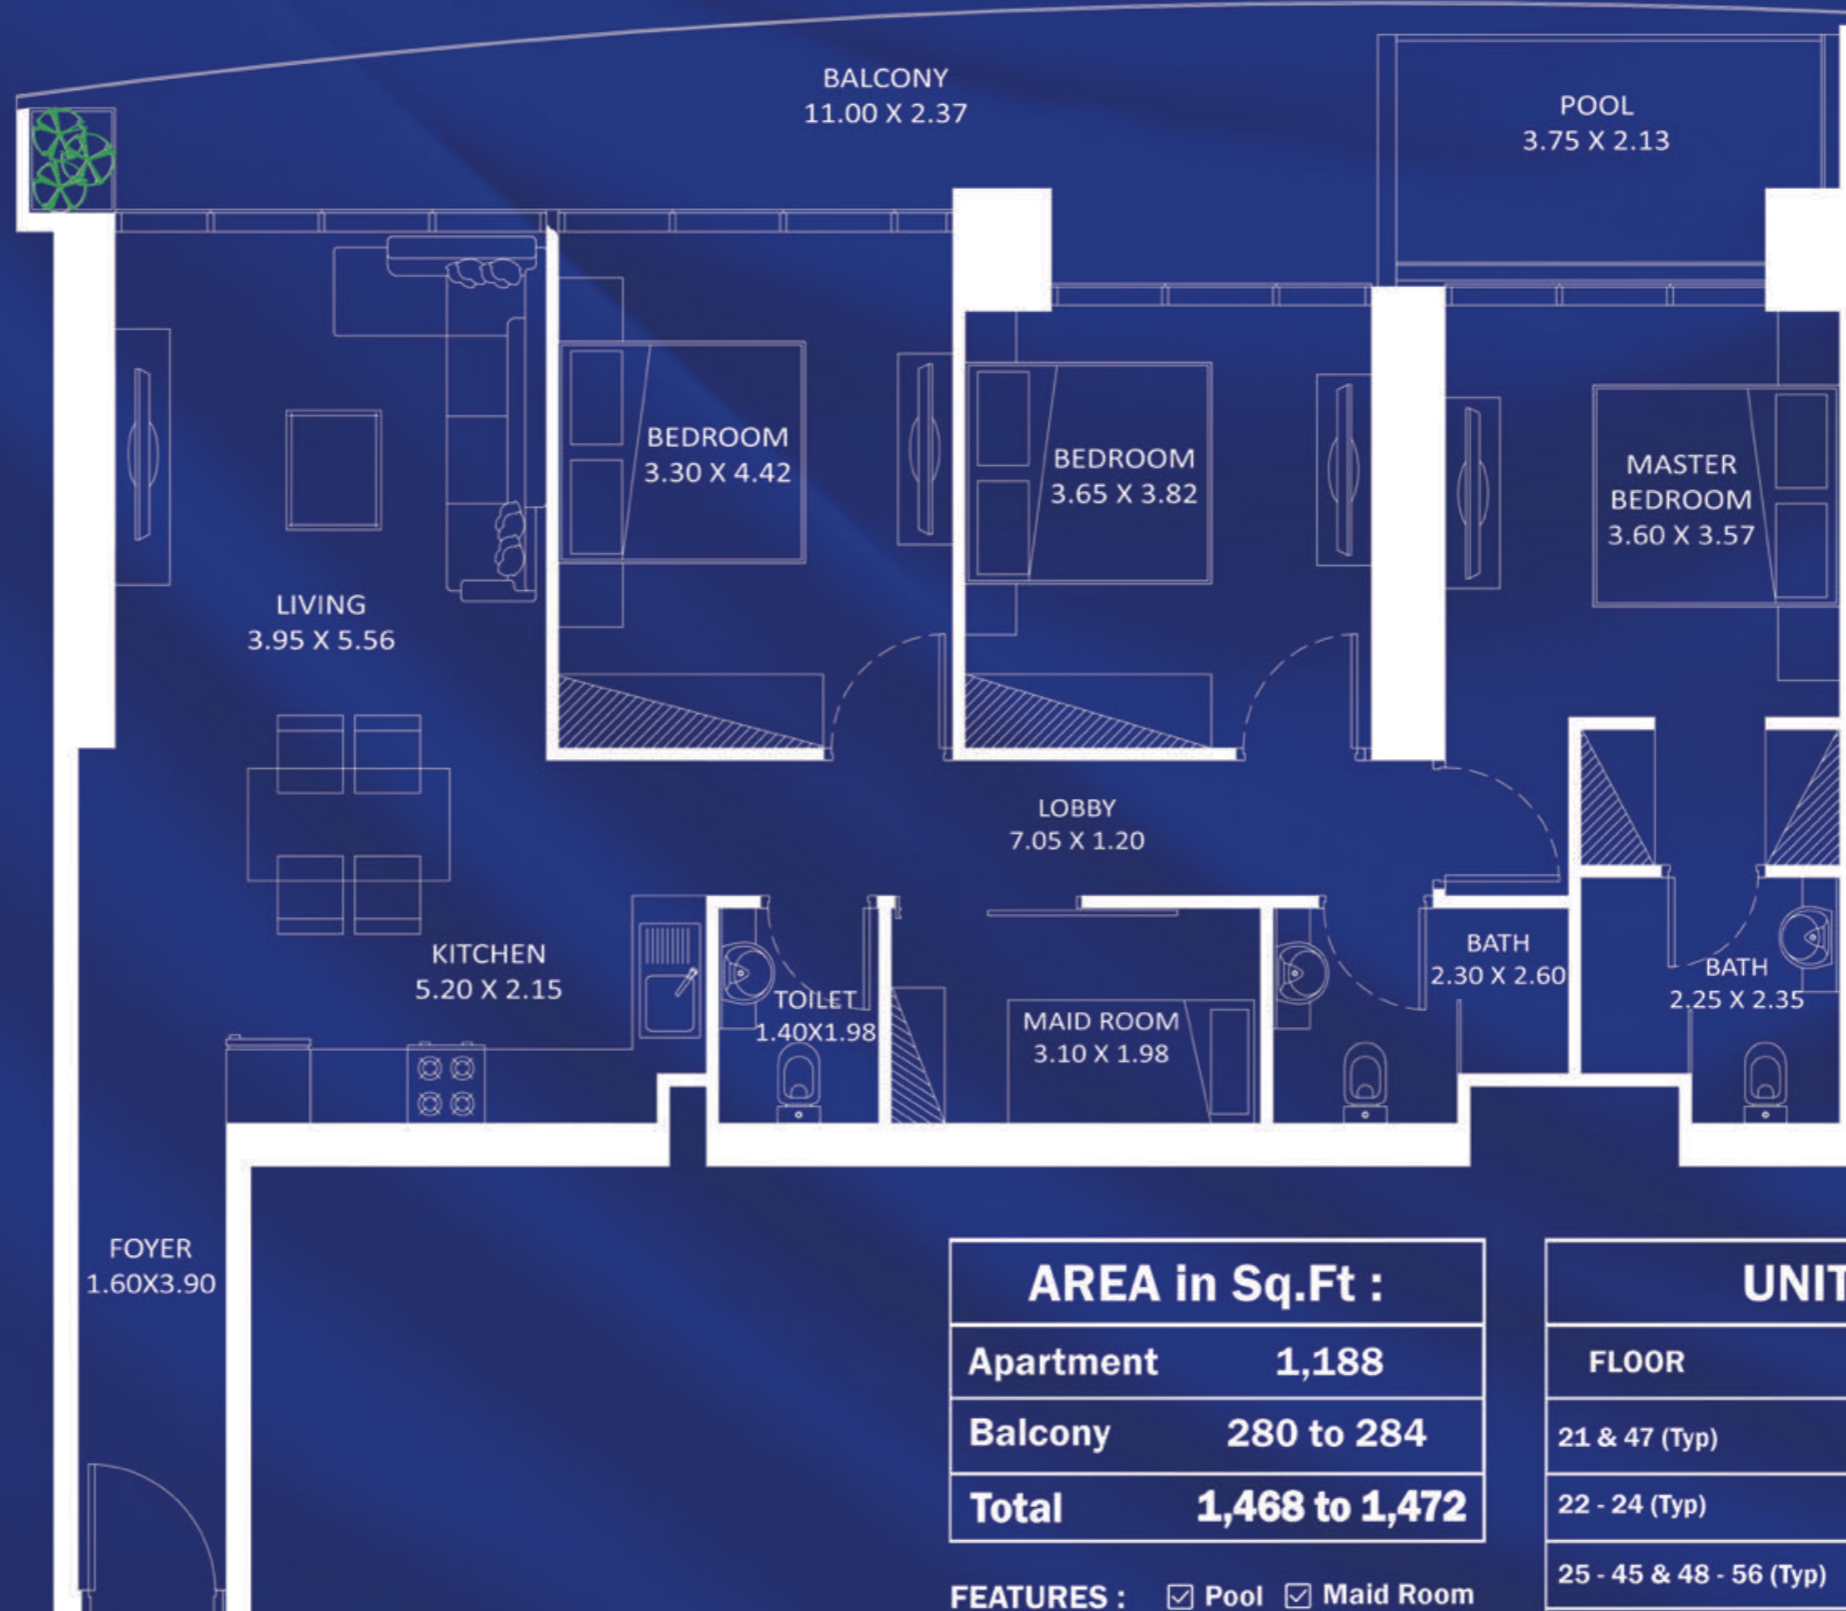 BALCONY
11.00 X 2.37
POOL
3.75 X 2.13
BEDROOM
3.30 X 4.42
BEDROOM
3.65 X 3.82
MASTER
BEDROOM
3.60 X 3.57
LIVING
3.95 X 5.56
LOBBY
7.05 X 1.20
KITCHEN
5.20 X 2.15
TOILET
1.40X1.98
MAID ROOM
3.10 X 1.98
BATH
2.30 X 2.60
BATH
2.25 X 2.35
FOYER
1.60X3.90
AREA in Sq.Ft :
Apartment 1,188
Balcony 280 to 284
Total 1,468 to 1,472
FEATURES : ☑ Pool ☑ Maid Room
UNIT
FLOOR
21 & 47 (Typ)
22 - 24 (Typ)
25 - 45 & 48 - 56 (Typ)